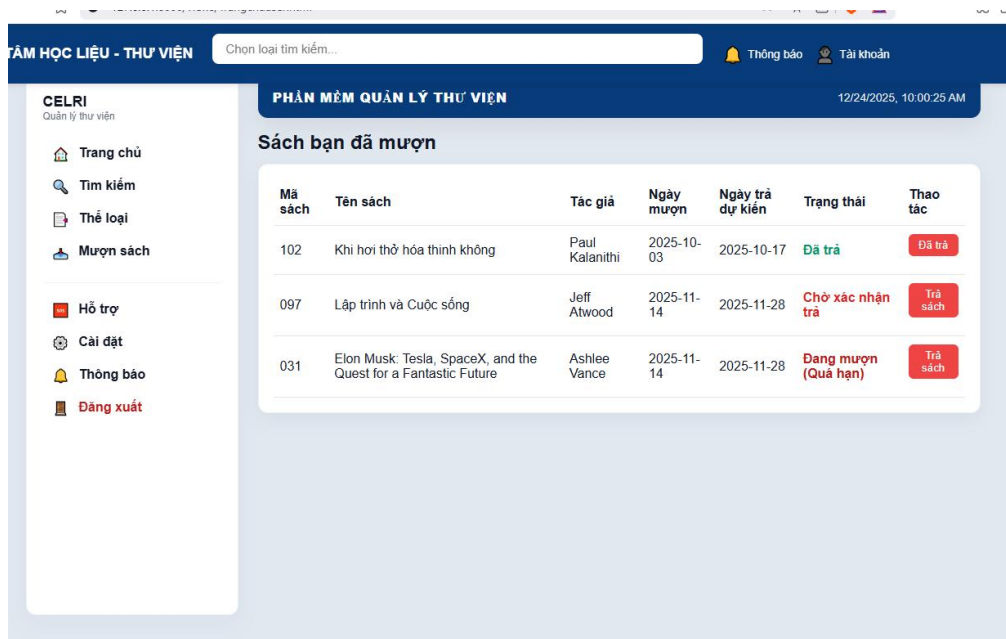 TÂM HỌC LIỆU - THƯ VIỆN
Chọn loại tìm kiếm...
Thông báo
Tài khoản
CELRI
Quản lý thư viện
Trang chủ
Tìm kiếm
Thể loại
Mượn sách
Hỗ trợ
Cài đặt
Thông báo
Đăng xuất
PHẦN MỀM QUẢN LÝ THƯ VIỆN
12/24/2025, 10:00:25 AM
Sách bạn đã mượn
Mã sách Tên sách Tác giả Ngày mượn Ngày trả dự kiến Trạng thái Thao tác
102 Khi hơi thở hóa thinh không Paul Kalanithi 2025-10-03 2025-10-17 Đã trả Đã trả
097 Lập trình và Cuộc sống Jeff Atwood 2025-11-14 2025-11-28 Chờ xác nhận trả Trả sách
031 Elon Musk: Tesla, SpaceX, and the Quest for a Fantastic Future Ashlee Vance 2025-11-14 2025-11-28 Đang mượn (Quá hạn) Trả sách